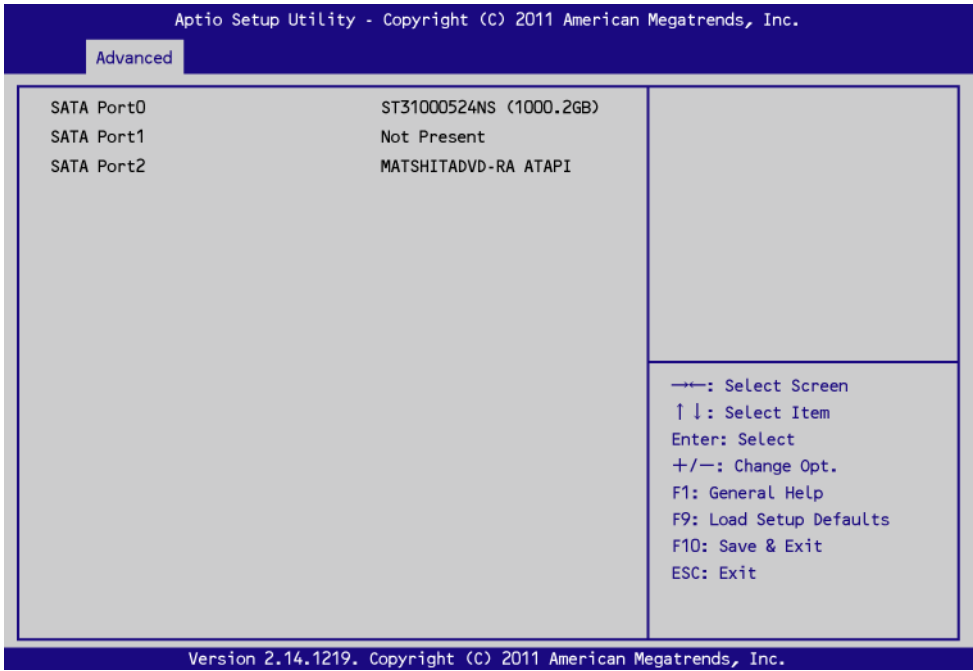 Aptio Setup Utility - Copyright (C) 2011 American Megatrends, Inc.
Advanced
SATA Port0 ST31000524NS (1000.2GB)
SATA Port1 Not Present
SATA Port2 MATSHITADVD-RA ATAPI
→←: Select Screen
↑↓: Select Item
Enter: Select
+/−: Change Opt.
F1: General Help
F9: Load Setup Defaults
F10: Save & Exit
ESC: Exit
Version 2.14.1219. Copyright (C) 2011 American Megatrends, Inc.